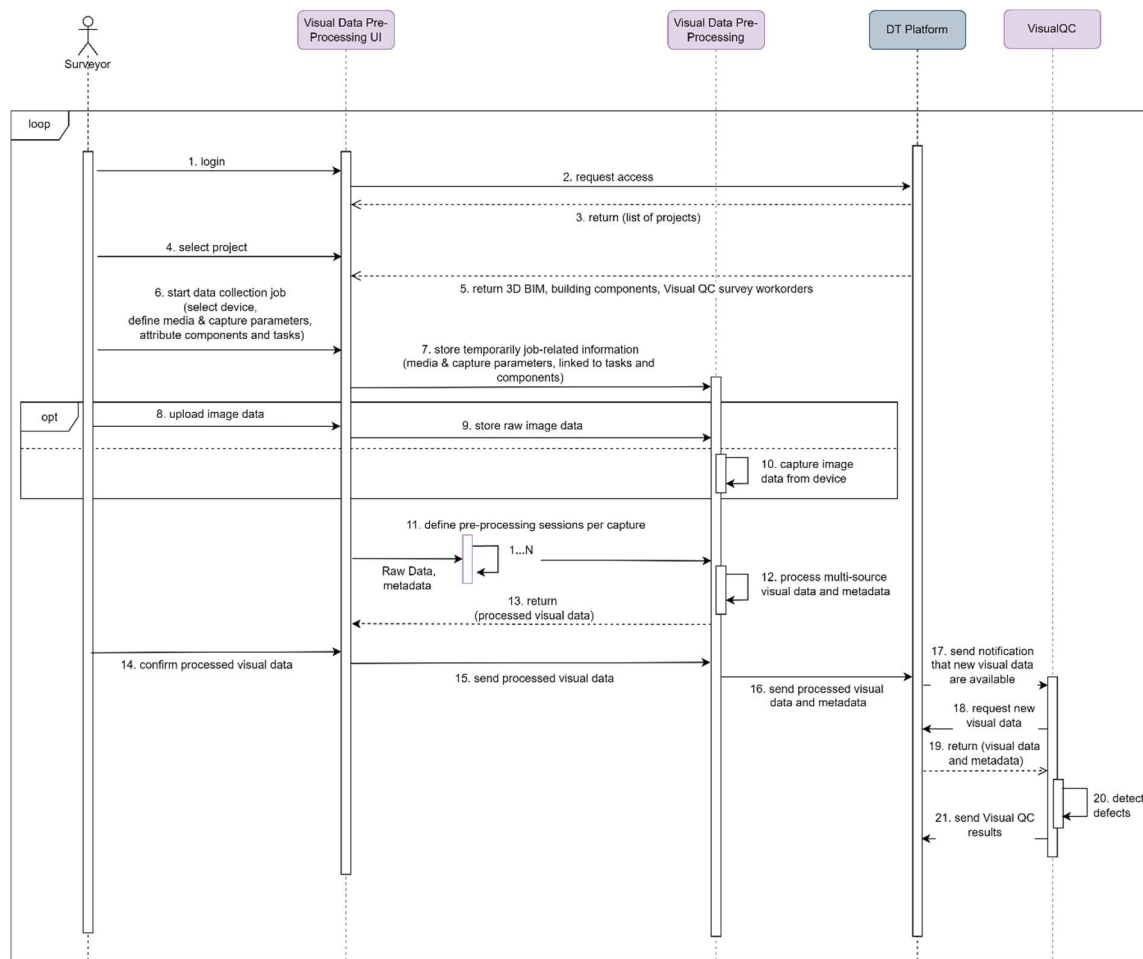 Visual Data Pre-
Processing UI
Visual Data Pre-
Processing
DT Platform
VisualQC
Surveyor
loop
1. login
2. request access
3. return (list of projects)
4. select project
5. return 3D BIM, building components, Visual QC survey workorders
6. start data collection job
(select device,
define media & capture parameters,
attribute components and tasks)
7. store temporarily job-related information
(media & capture parameters, linked to tasks and
components)
opt
8. upload image data
9. store raw image data
10. capture image
data from device
11. define pre-processing sessions per capture
1...N
Raw Data,
metadata
12. process multi-source
visual data and metadata
13. return
(processed visual data)
14. confirm processed visual data
15. send processed visual data
16. send processed visual
data and metadata
17. send notification
that new visual data
are available
18. request new
visual data
19. return (visual data
and metadata)
20. detect
defects
21. send Visual QC
results